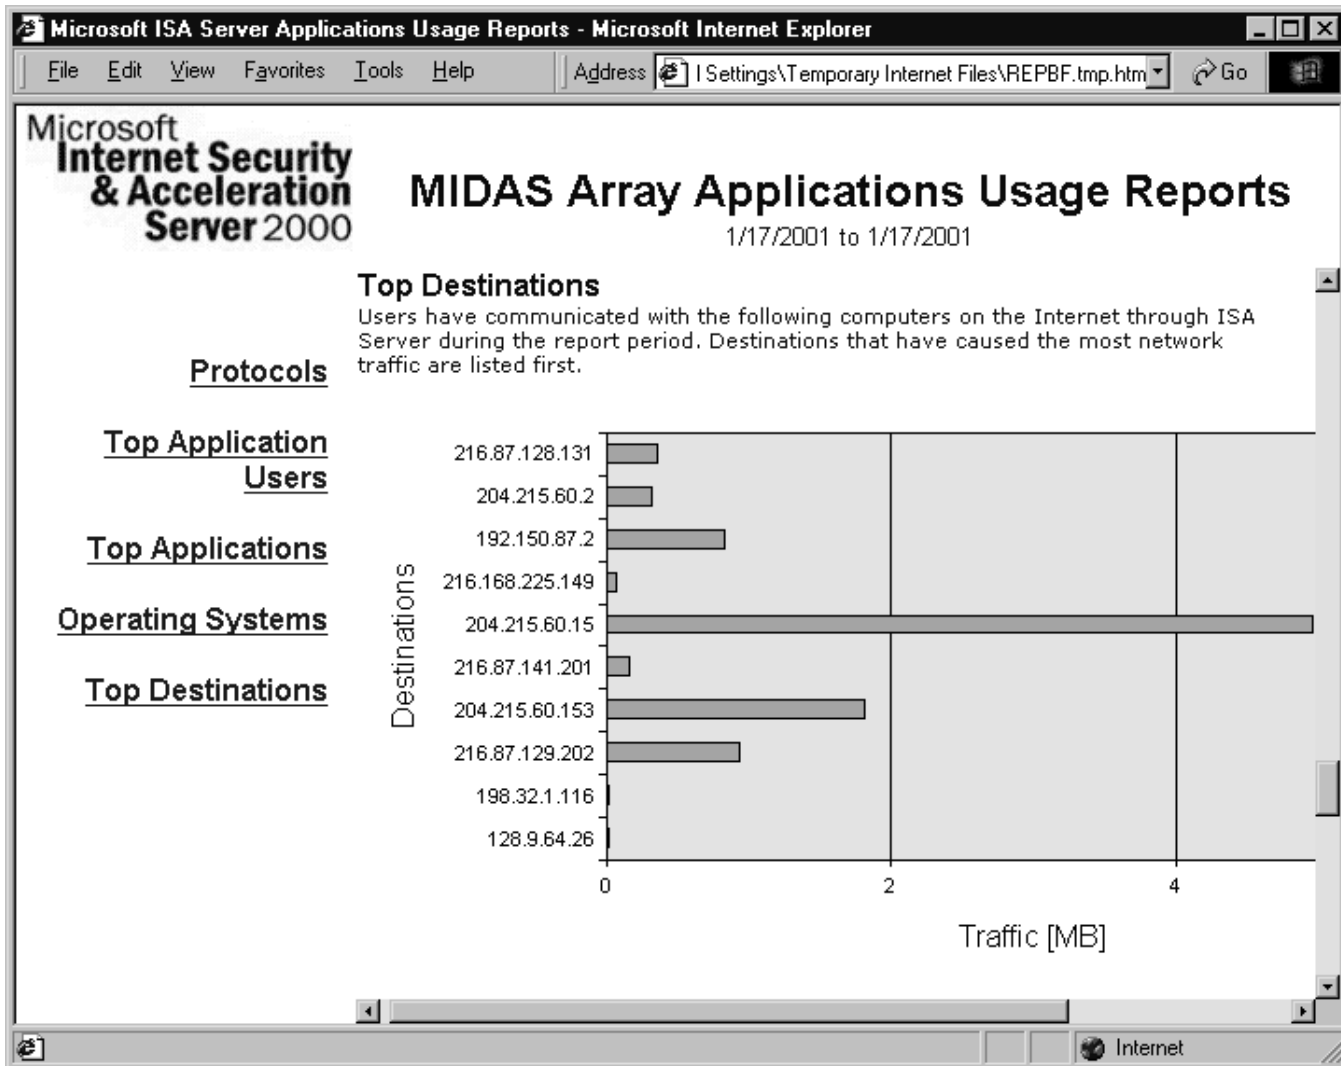 Microsoft ISA Server Applications Usage Reports - Microsoft Internet Explorer
File Edit View Favorites Tools Help
Address l Settings\Temporary Internet Files\REPBF.tmp.htm Go
Microsoft
Internet Security
& Acceleration
Server 2000
MIDAS Array Applications Usage Reports
1/17/2001 to 1/17/2001
Protocols
Top Application
Users
Top Applications
Operating Systems
Top Destinations
Top Destinations
Users have communicated with the following computers on the Internet through ISA
Server during the report period. Destinations that have caused the most network
traffic are listed first.
Destinations
216.87.128.131
204.215.60.2
192.150.87.2
216.168.225.149
204.215.60.15
216.87.141.201
204.215.60.153
216.87.129.202
198.32.1.116
128.9.64.26
0 2 4
Traffic [MB]
Internet